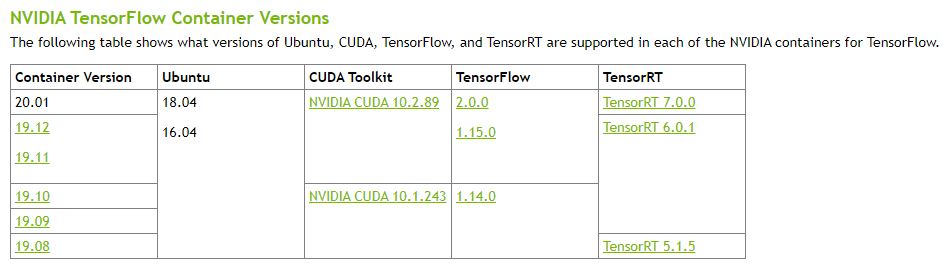 NVIDIA TensorFlow Container Versions
The following table shows what versions of Ubuntu, CUDA, TensorFlow, and TensorRT are supported in each of the NVIDIA containers for TensorFlow.
Container Version Ubuntu CUDA Toolkit TensorFlow TensorRT
20.01 18.04 NVIDIA CUDA 10.2.89 2.0.0 TensorRT 7.0.0
19.12 16.04 1.15.0 TensorRT 6.0.1
19.11
19.10 NVIDIA CUDA 10.1.243 1.14.0
19.09
19.08 TensorRT 5.1.5